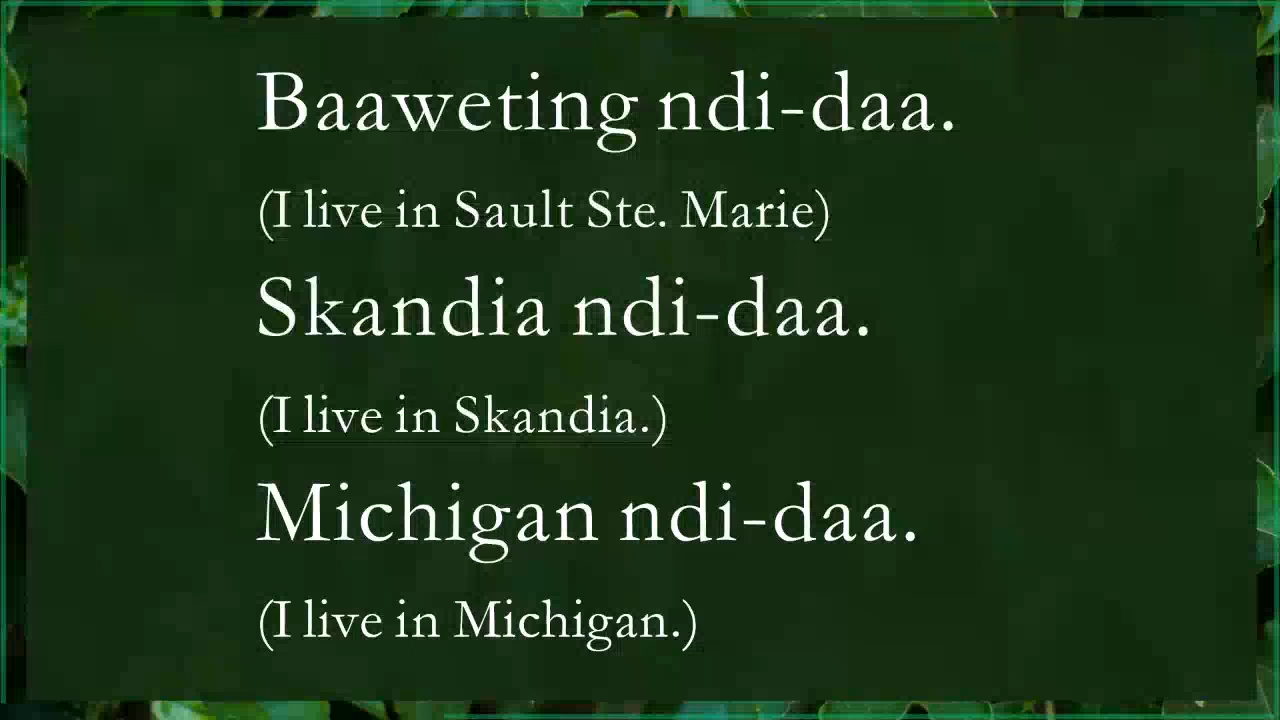 Baaweting ndi-daa.
(I live in Sault Ste. Marie)
Skandia ndi-daa.
(I live in Skandia.)
Michigan ndi-daa.
(I live in Michigan.)